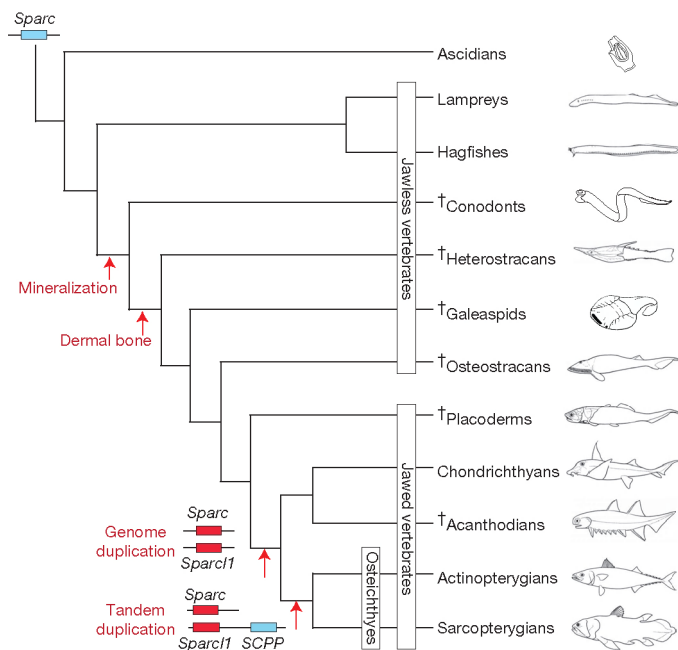 Sparc
Ascidians
Lampreys
Hagfishes
†Conodonts
†Heterostracans
†Galeaspids
†Osteostracans
†Placoderms
Chondrichthyans
†Acanthodians
Actinopterygians
Sarcopterygians
Jawless vertebrates
Jawed vertebrates
Osteichthyes
Mineralization
Dermal bone
Genome
duplication
Sparc
Sparcl1
Tandem
duplication
Sparc
Sparcl1 SCPP